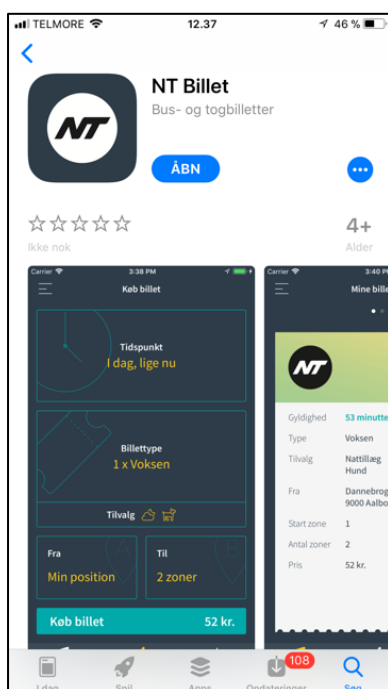 TELMORE 12.37 46 %
NT
NT Billet
Bus- og togbilletter
ÅBN
Ikke nok
4+
Alder
Carrier 3:38 PM
Køb billet
Tidspunkt
I dag, lige nu
Billettype
1 x Voksen
Tilvalg
Fra
A
Min position
Til
B
2 zoner
Køb billet 52 kr.
Carrier 3:40 P
Mine bille
NT
Gyldighed 53 minutte
Type Voksen
Tilvalg Nattillæg
Hund
Fra Dannebrog
9000 Aalbo
Start zone 1
Antal zoner 2
Pris 52 kr.
108
I dag Spil Apps Opdateringer Søg